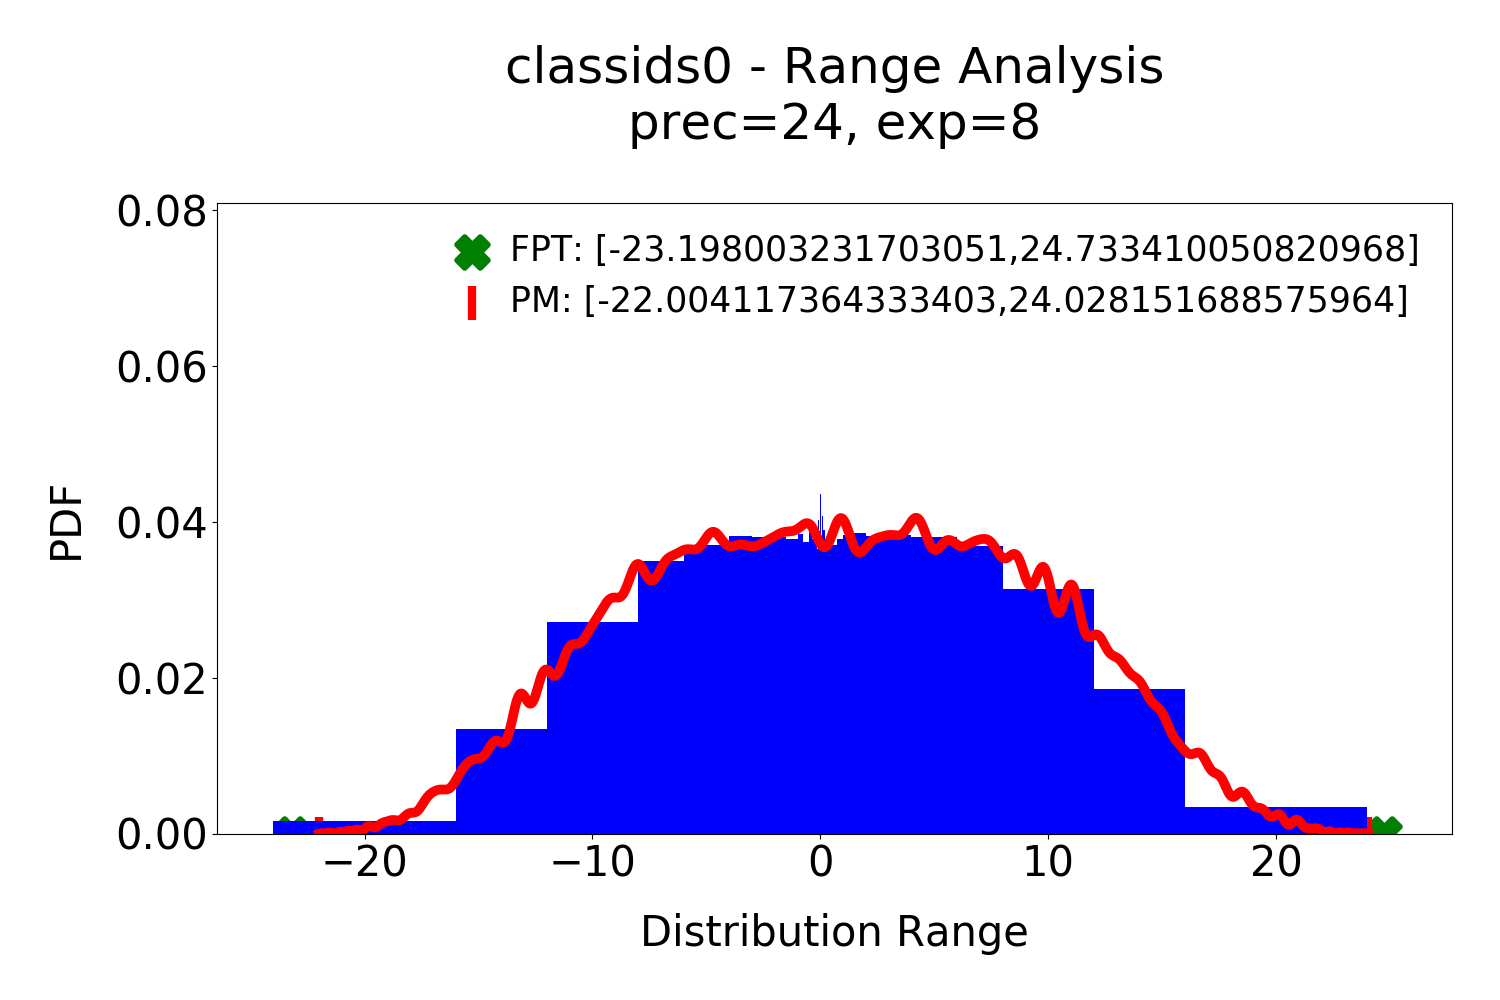 classids0 - Range Analysis
prec=24, exp=8
0.08
FPT: [-23.198003231703051,24.733410050820968]
PM: [-22.004117364333403,24.028151688575964]
0.06
0.04
0.02
0.00
PDF
−20 −10 0 10 20
Distribution Range